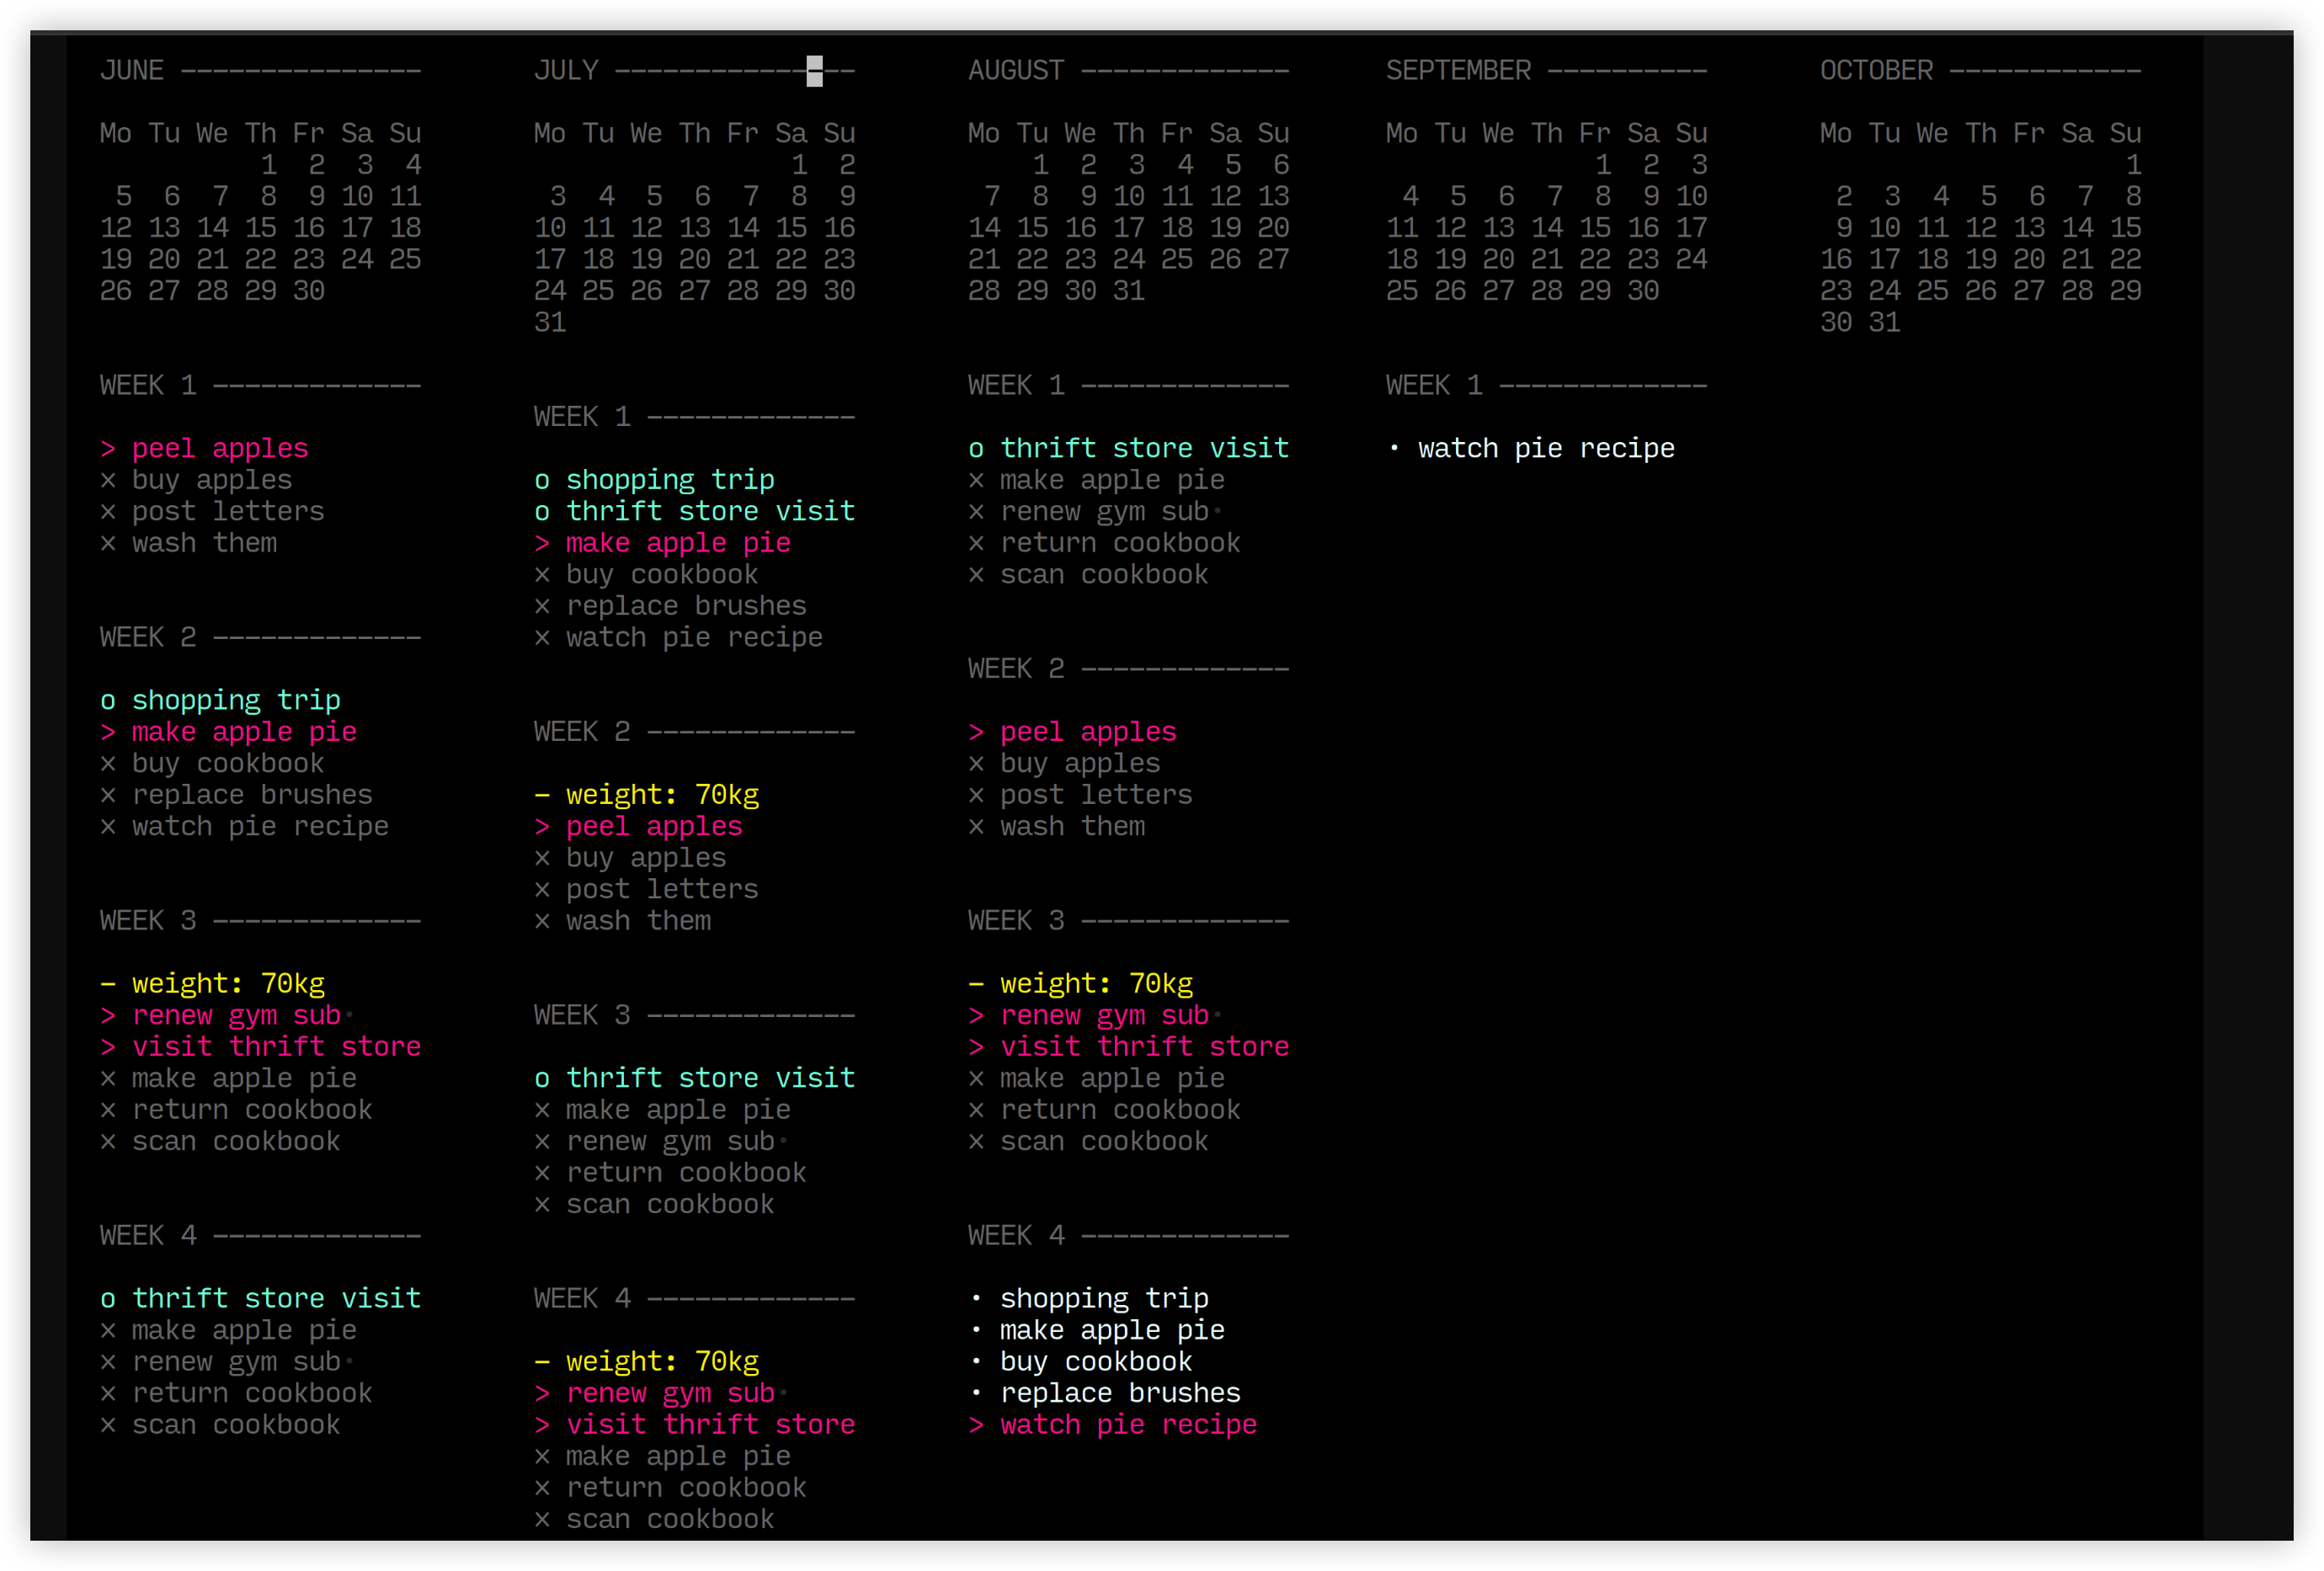 JUNE ---------------
Mo Tu We Th Fr Sa Su
          1  2  3  4
 5  6  7  8  9 10 11
12 13 14 15 16 17 18
19 20 21 22 23 24 25
26 27 28 29 30
WEEK 1 -------------
> peel apples
× buy apples
× post letters
× wash them
WEEK 2 -------------
o shopping trip
> make apple pie
× buy cookbook
× replace brushes
× watch pie recipe
WEEK 3 -------------
- weight: 70kg
> renew gym sub·
> visit thrift store
× make apple pie
× return cookbook
× scan cookbook
WEEK 4 -------------
o thrift store visit
× make apple pie
× renew gym sub·
× return cookbook
× scan cookbook
JULY ---------------
Mo Tu We Th Fr Sa Su
                1  2
 3  4  5  6  7  8  9
10 11 12 13 14 15 16
17 18 19 20 21 22 23
24 25 26 27 28 29 30
31
WEEK 1 -------------
o shopping trip
o thrift store visit
> make apple pie
× buy cookbook
× replace brushes
× watch pie recipe
WEEK 2 -------------
- weight: 70kg
> peel apples
× buy apples
× post letters
× wash them
WEEK 3 -------------
o thrift store visit
× make apple pie
× renew gym sub·
× return cookbook
× scan cookbook
WEEK 4 -------------
- weight: 70kg
> renew gym sub·
> visit thrift store
× make apple pie
× return cookbook
× scan cookbook
AUGUST -------------
Mo Tu We Th Fr Sa Su
    1  2  3  4  5  6
 7  8  9 10 11 12 13
14 15 16 17 18 19 20
21 22 23 24 25 26 27
28 29 30 31
WEEK 1 -------------
o thrift store visit
× make apple pie
× renew gym sub·
× return cookbook
× scan cookbook
WEEK 2 -------------
> peel apples
× buy apples
× post letters
× wash them
WEEK 3 -------------
- weight: 70kg
> renew gym sub·
> visit thrift store
× make apple pie
× return cookbook
× scan cookbook
WEEK 4 -------------
· shopping trip
· make apple pie
· buy cookbook
· replace brushes
> watch pie recipe
SEPTEMBER ----------
Mo Tu We Th Fr Sa Su
             1  2  3
 4  5  6  7  8  9 10
11 12 13 14 15 16 17
18 19 20 21 22 23 24
25 26 27 28 29 30
WEEK 1 -------------
· watch pie recipe
OCTOBER ------------
Mo Tu We Th Fr Sa Su
                   1
 2  3  4  5  6  7  8
 9 10 11 12 13 14 15
16 17 18 19 20 21 22
23 24 25 26 27 28 29
30 31